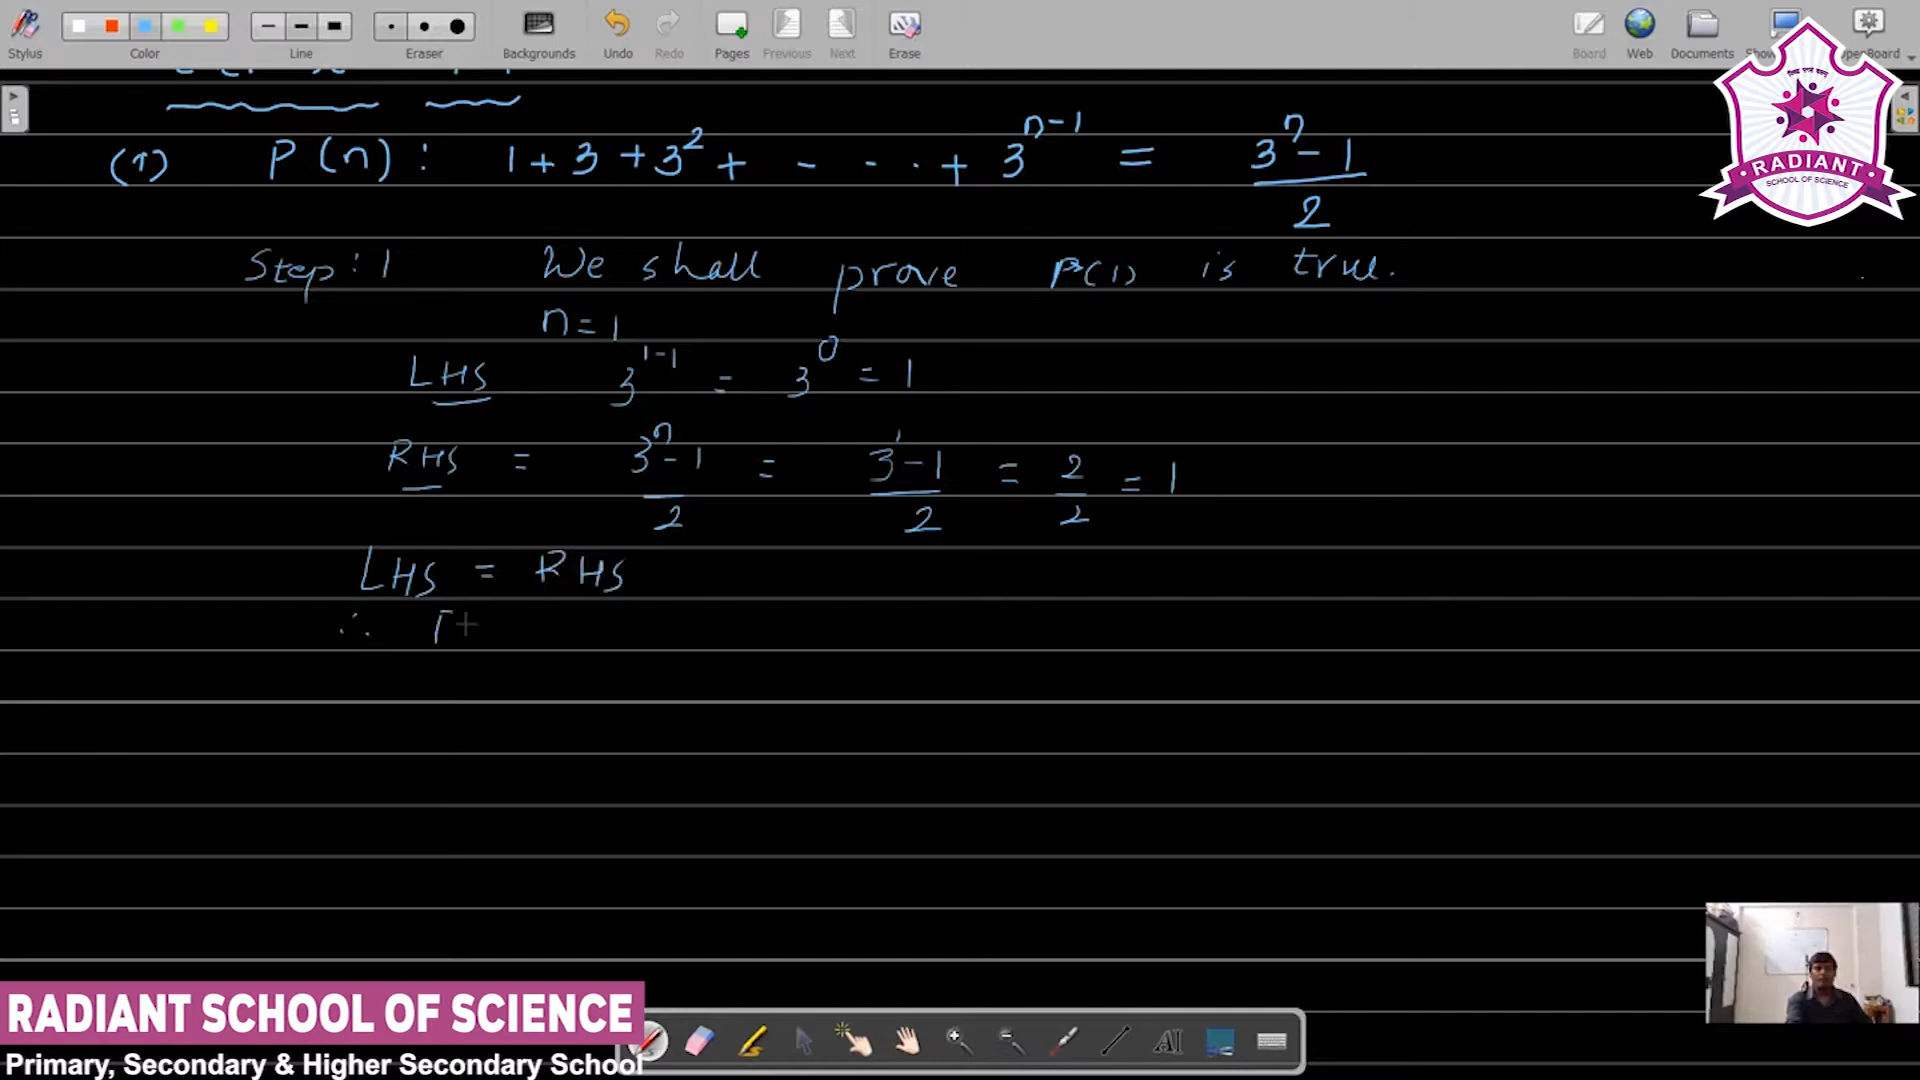 Stylus Color Line Eraser Backgrounds Undo Redo Pages Previous Next Erase Board Web Documents
RADIANT
SCHOOL OF SCIENCE
(1) P(n) : 1 + 3 + 3² + - - · + 3ⁿ⁻¹ = 3ⁿ - 1 / 2
Step : 1 We shall prove P(1) is true.
n = 1
LHS 3¹⁻¹ = 3⁰ = 1
RHS = 3ⁿ - 1 / 2 = 3¹ - 1 / 2 = 2 / 2 = 1
LHS = RHS
∴
RADIANT SCHOOL OF SCIENCE
Primary, Secondary & Higher Secondary School